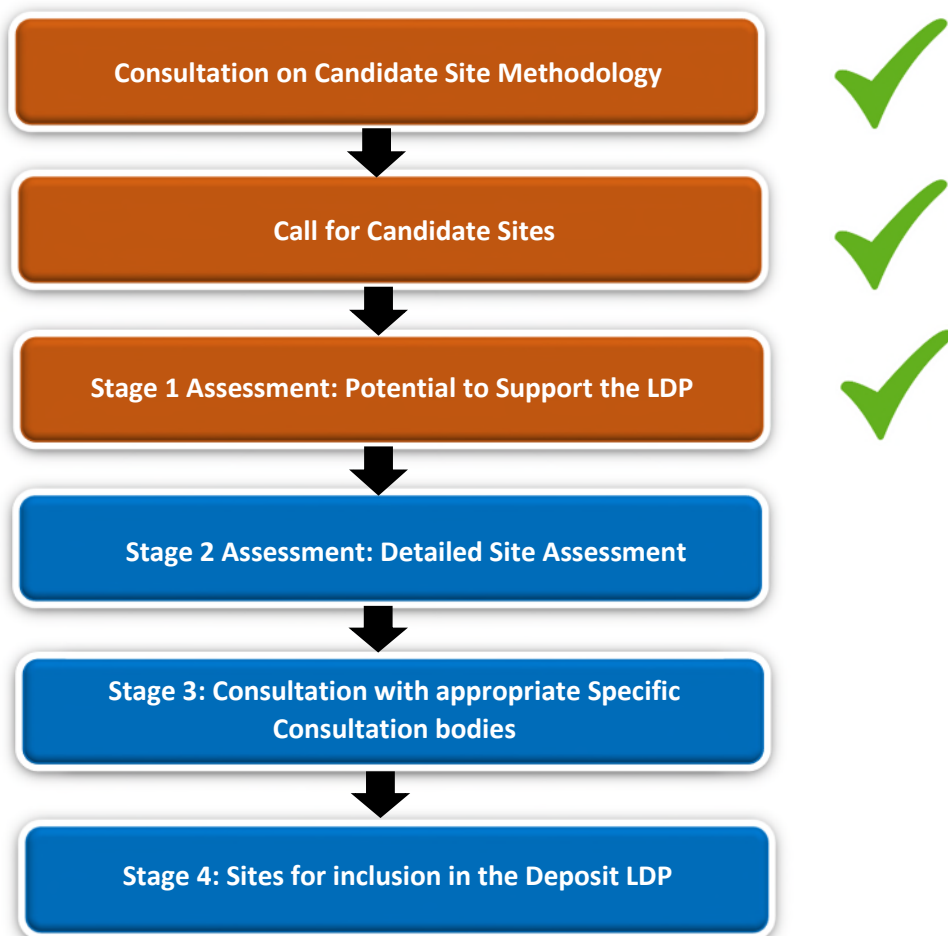 Consultation on Candidate Site Methodology
Call for Candidate Sites
Stage 1 Assessment: Potential to Support the LDP
Stage 2 Assessment: Detailed Site Assessment
Stage 3: Consultation with appropriate Specific
Consultation bodies
Stage 4: Sites for inclusion in the Deposit LDP